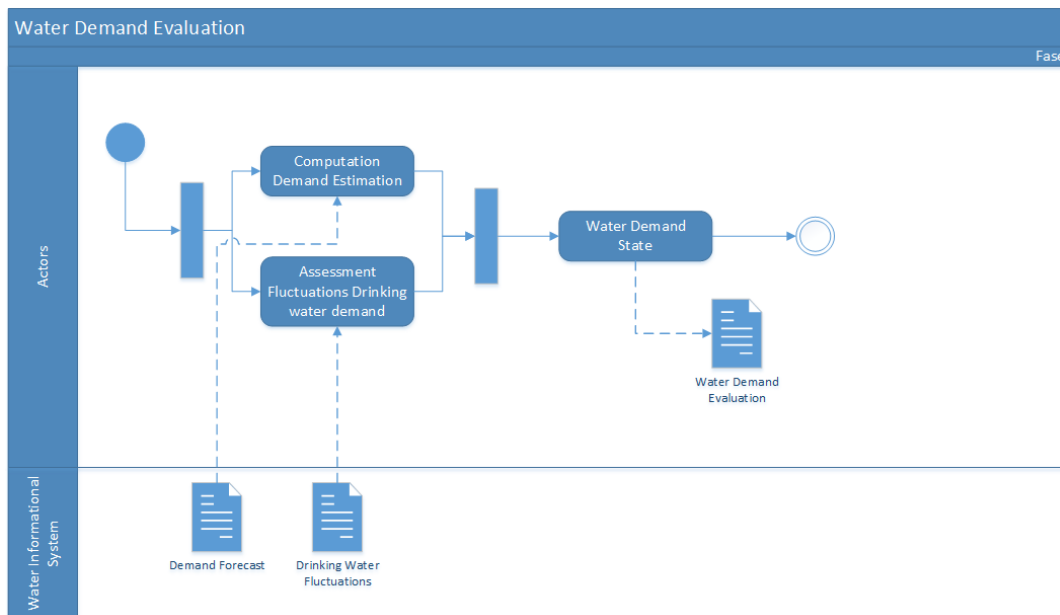 Water Demand Evaluation
Fase
Actors
Computation
Demand Estimation
Assessment
Fluctuations Drinking
water demand
Water Demand
State
Water Demand
Evaluation
Water Informational
System
Demand Forecast
Drinking Water
Fluctuations